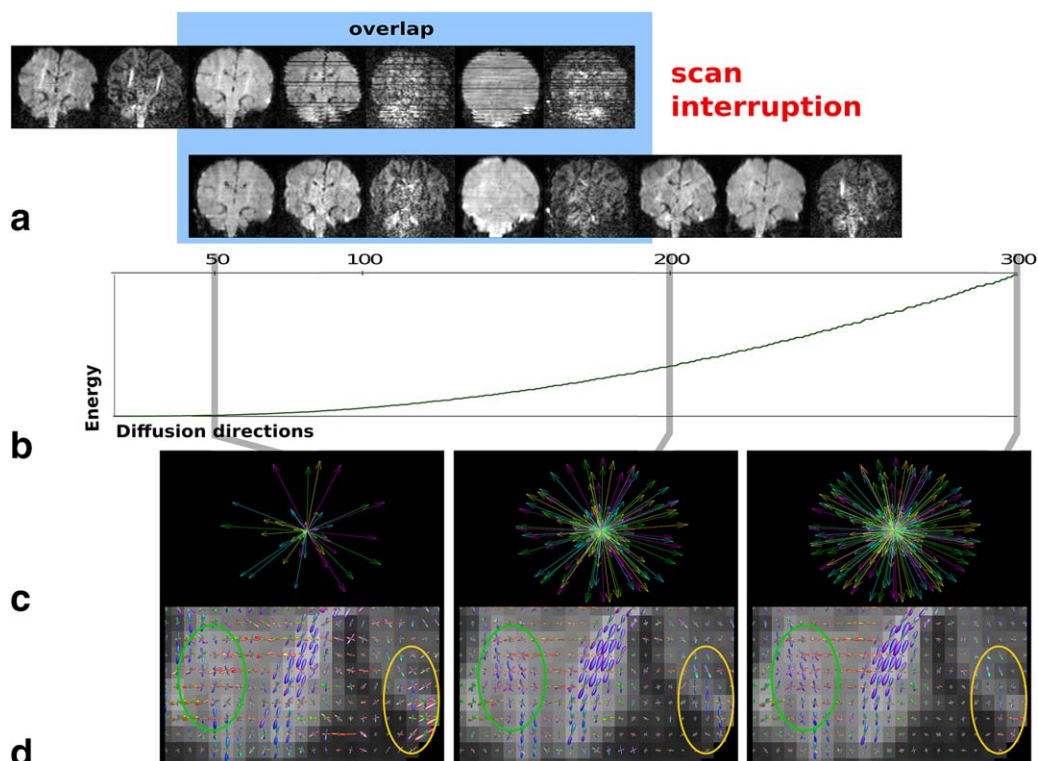 overlap
scan
interruption
a
50 100 200 300
Energy
Diffusion directions
b
c
d